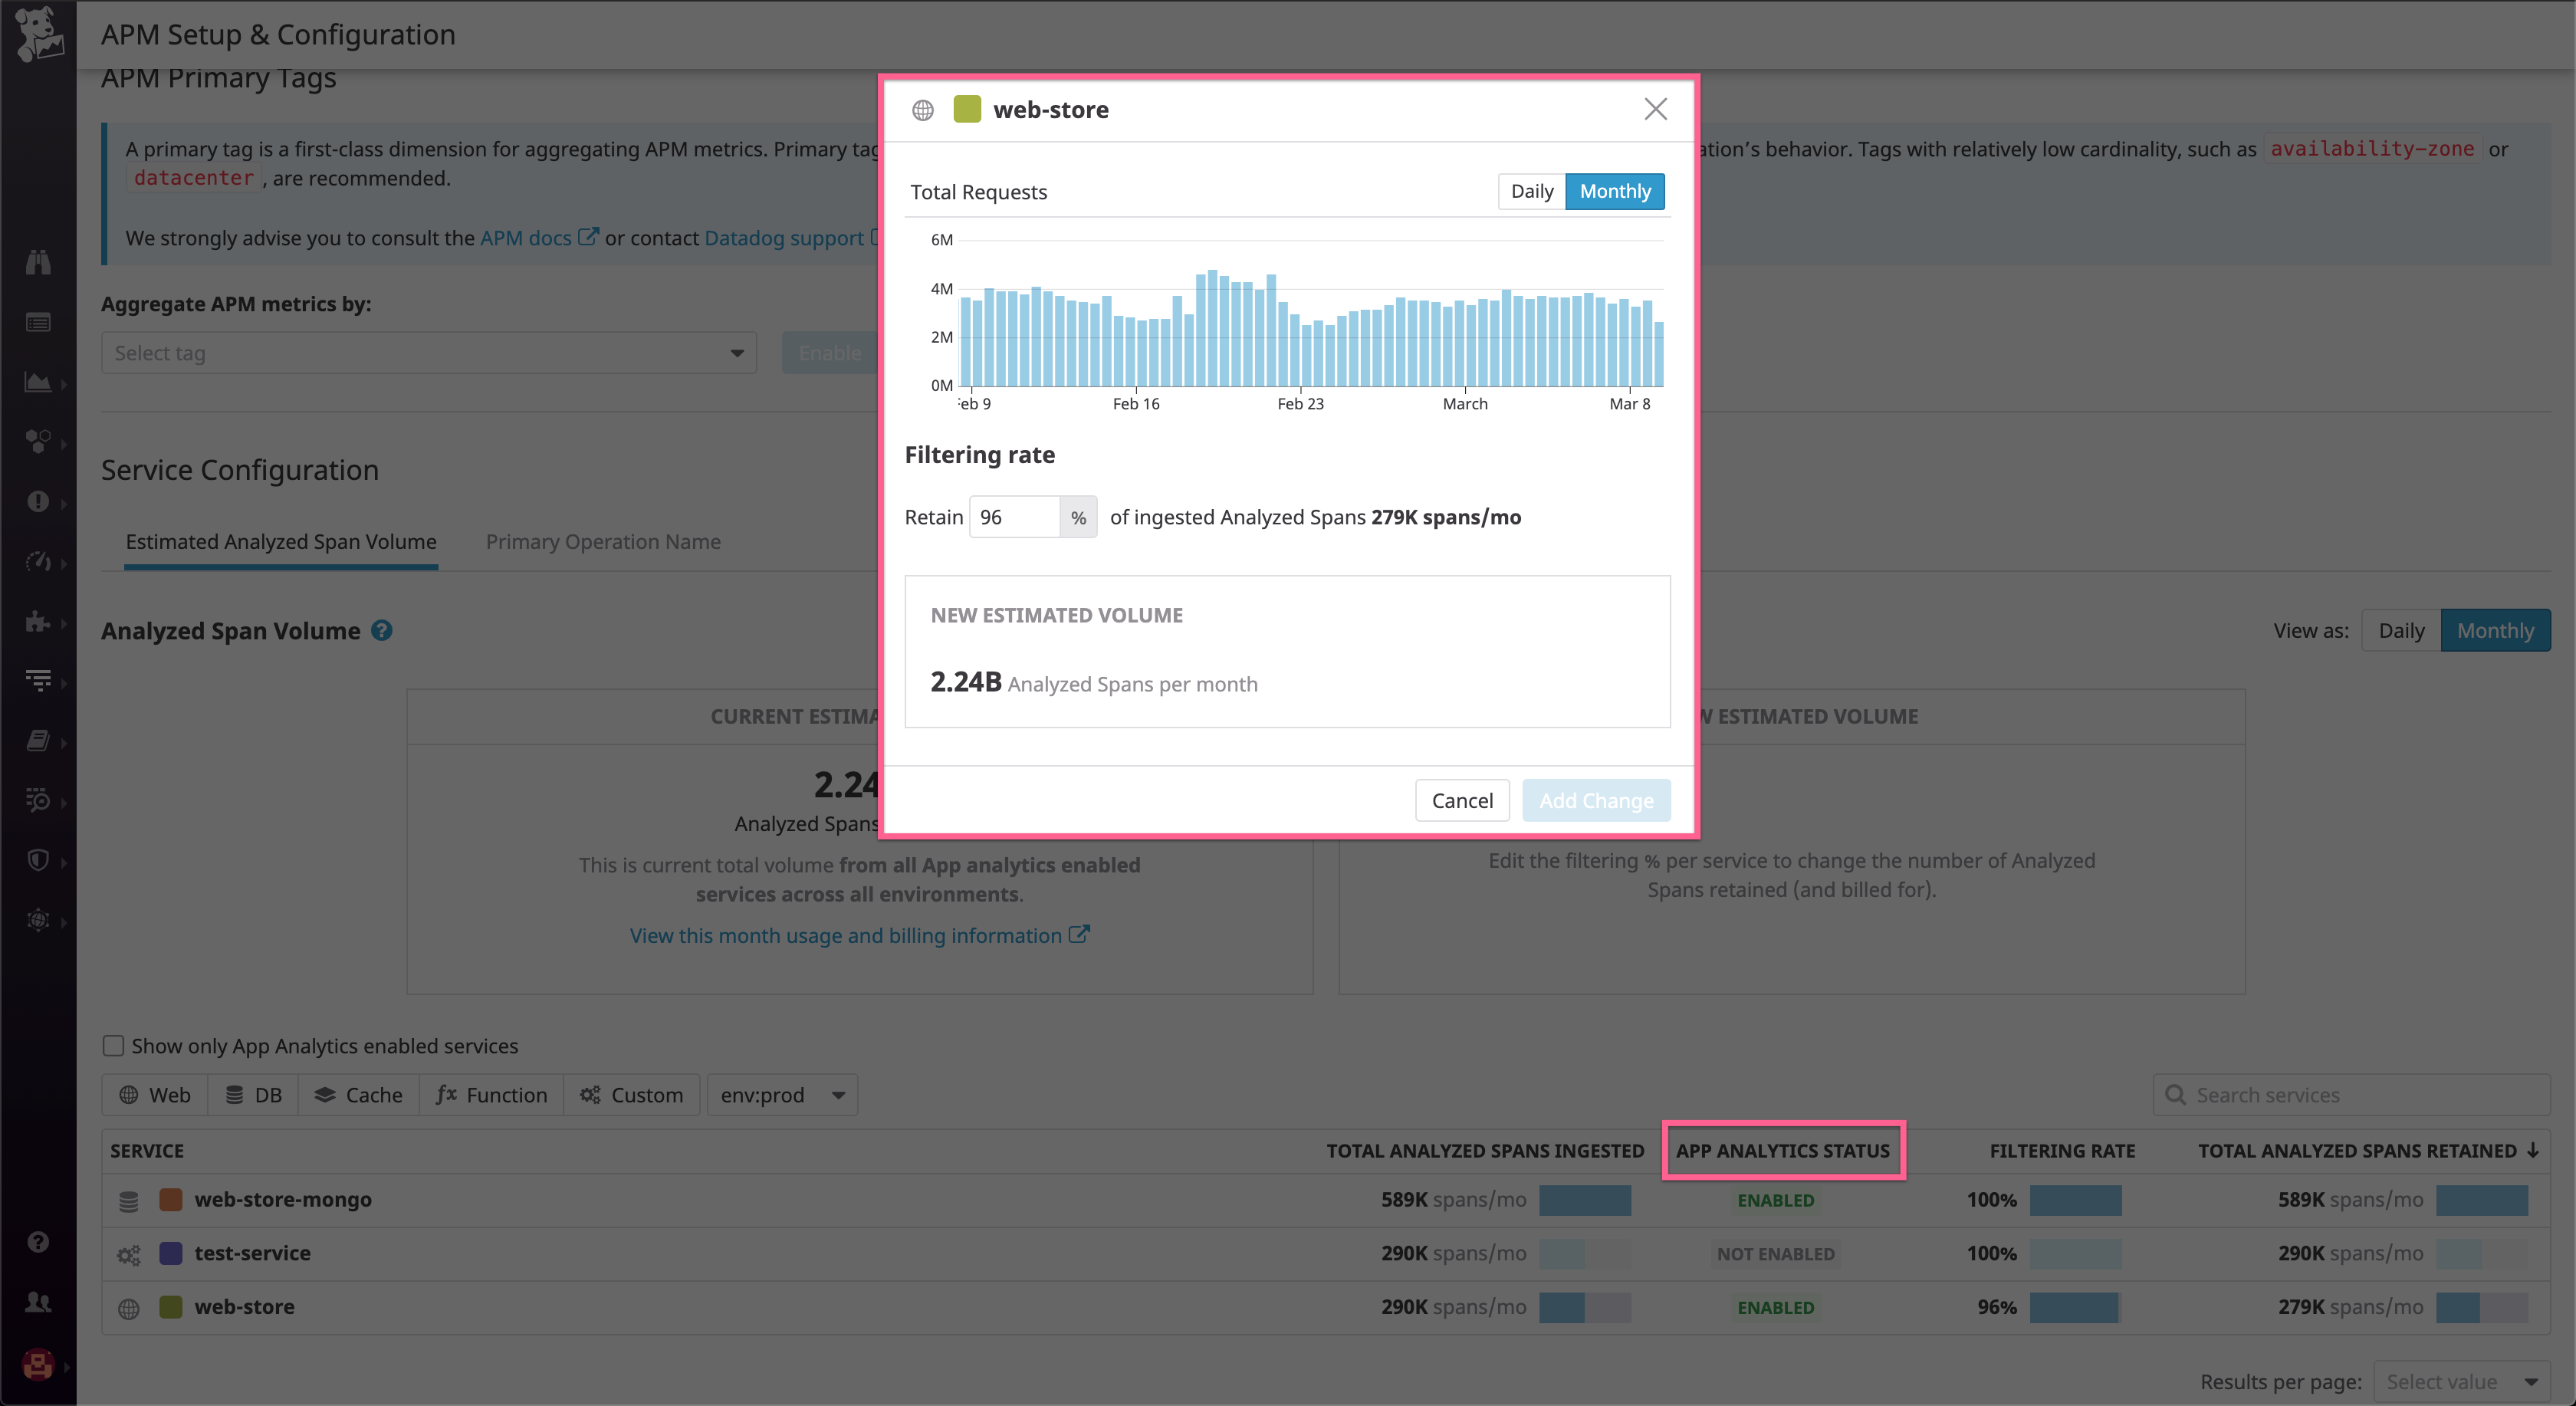 APM Setup & Configuration
APM Primary Tags
A primary tag is a first-class dimension for aggregating APM metrics. Primary tag
ation's behavior. Tags with relatively low cardinality, such as availability-zone or
datacenter , are recommended.
We strongly advise you to consult the APM docs or contact Datadog support
Aggregate APM metrics by:
Select tag
Enable
Service Configuration
Estimated Analyzed Span Volume
Primary Operation Name
Analyzed Span Volume ?
View as: Daily Monthly
CURRENT ESTIMA
W ESTIMATED VOLUME
2.24
Analyzed Spans
This is current total volume from all App analytics enabled
services across all environments.
View this month usage and billing information
Edit the filtering % per service to change the number of Analyzed
Spans retained (and billed for).
web-store
Total Requests
Daily Monthly
6M
4M
2M
0M
Feb 9 Feb 16 Feb 23 March Mar 8
Filtering rate
Retain 96 % of ingested Analyzed Spans 279K spans/mo
NEW ESTIMATED VOLUME
2.24B Analyzed Spans per month
Cancel Add Change
Show only App Analytics enabled services
Web DB Cache fx Function Custom env:prod
Search services
SERVICE TOTAL ANALYZED SPANS INGESTED APP ANALYTICS STATUS FILTERING RATE TOTAL ANALYZED SPANS RETAINED
web-store-mongo 589K spans/mo ENABLED 100% 589K spans/mo
test-service 290K spans/mo NOT ENABLED 100% 290K spans/mo
web-store 290K spans/mo ENABLED 96% 279K spans/mo
Results per page: Select value